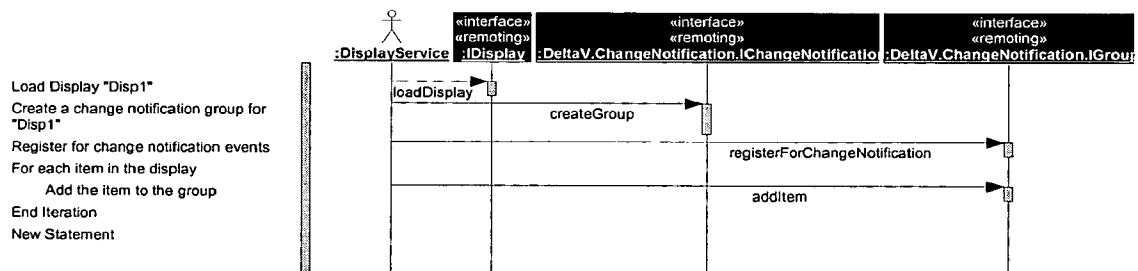 «interface» «interface» «interface»
«remoting» «remoting» «remoting»
:DisplayService :IDisplay :DeltaV.ChangeNotification.IChangeNotification :DeltaV.ChangeNotification.IGroup
Load Display "Disp1"
loadDisplay
Create a change notification group for
"Disp1"
createGroup
Register for change notification events
registerForChangeNotification
For each item in the display
Add the item to the group
addItem
End Iteration
New Statement